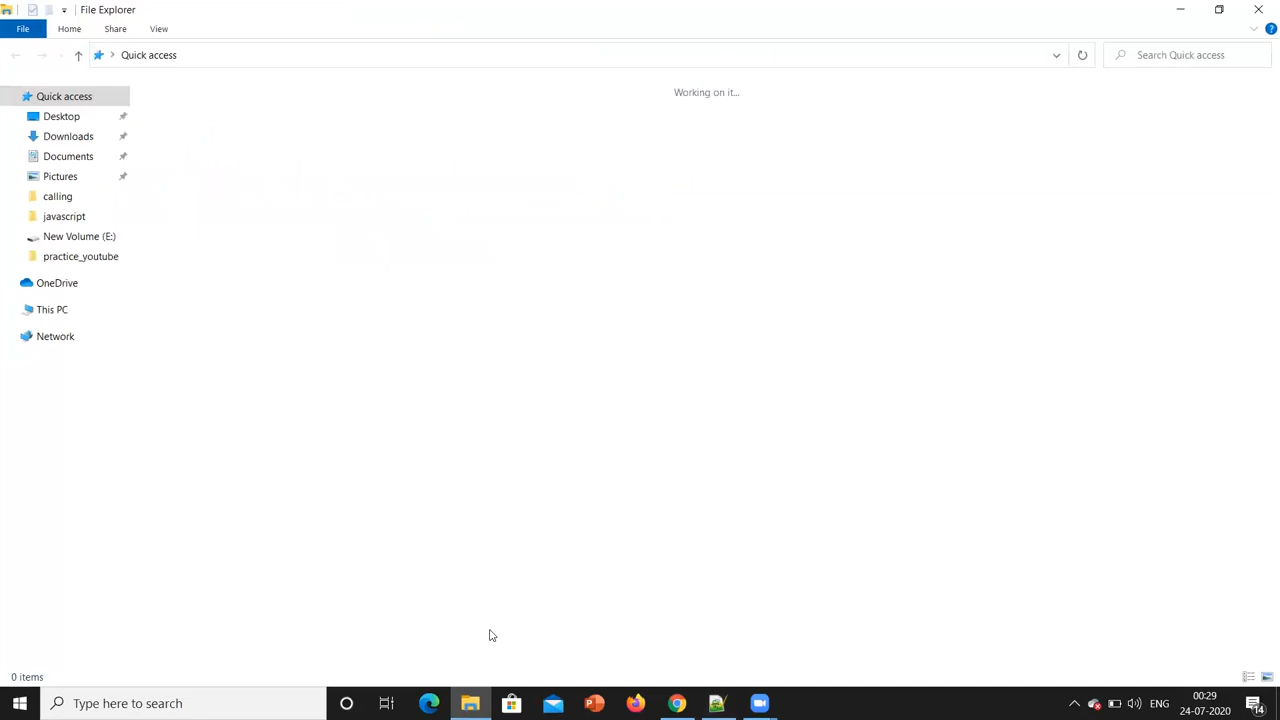 File Explorer
File Home Share View
Quick access
Search Quick access
Quick access
Working on it...
Desktop
Downloads
Documents
Pictures
calling
javascript
New Volume (E:)
practice_youtube
OneDrive
This PC
Network
0 items
Type here to search
ENG
00:29
24-07-2020
14